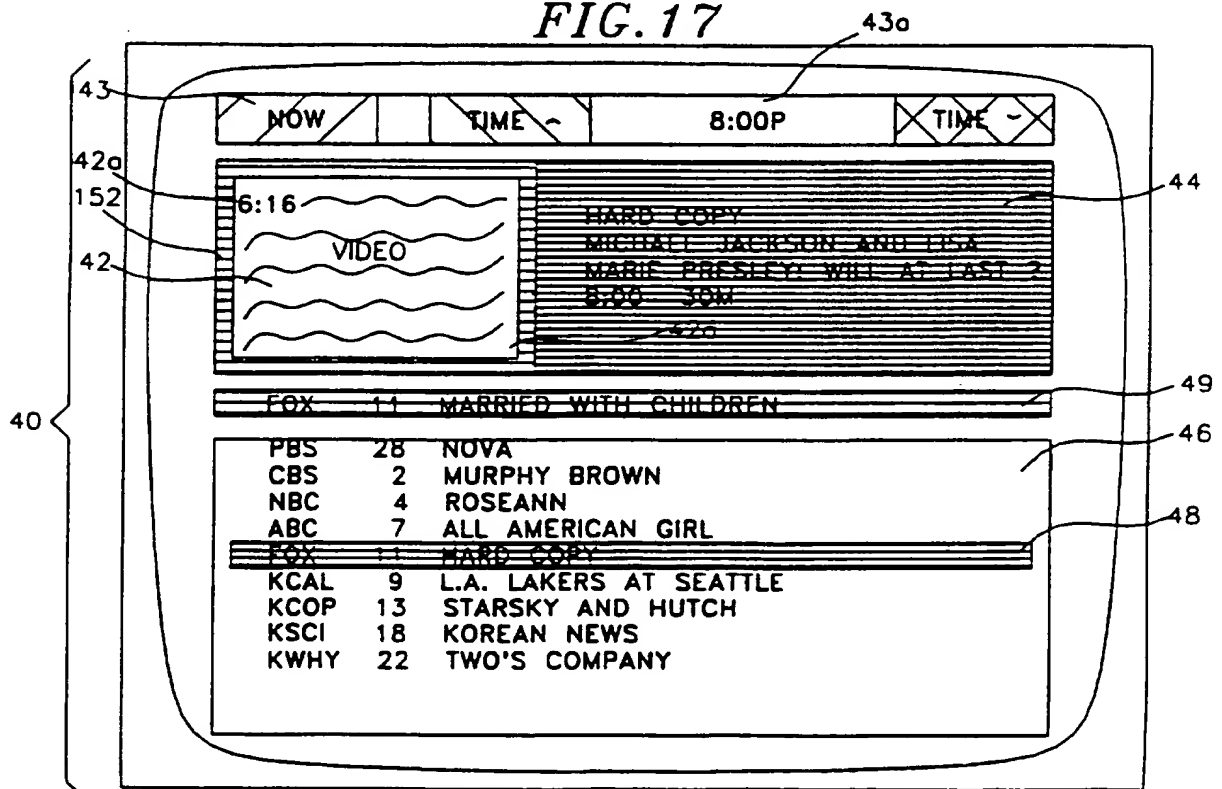 FIG. 17
43a
43
NOW TIME ~ 8:00P TIME ~
42a
152
44
6:16
VIDEO
42
HARD COPY
MICHAEL JACKSON AND LISA
MARIE PRESLEY: WILL AT LAST ?
8:00 30M
42a
49
FOX 11 MARRIED WITH CHILDREN
40
46
PBS 28 NOVA
CBS 2 MURPHY BROWN
NBC 4 ROSEANN
ABC 7 ALL AMERICAN GIRL
48
FOX 11 HARD COPY
KCAL 9 L.A. LAKERS AT SEATTLE
KCOP 13 STARSKY AND HUTCH
KSCI 18 KOREAN NEWS
KWHY 22 TWO'S COMPANY